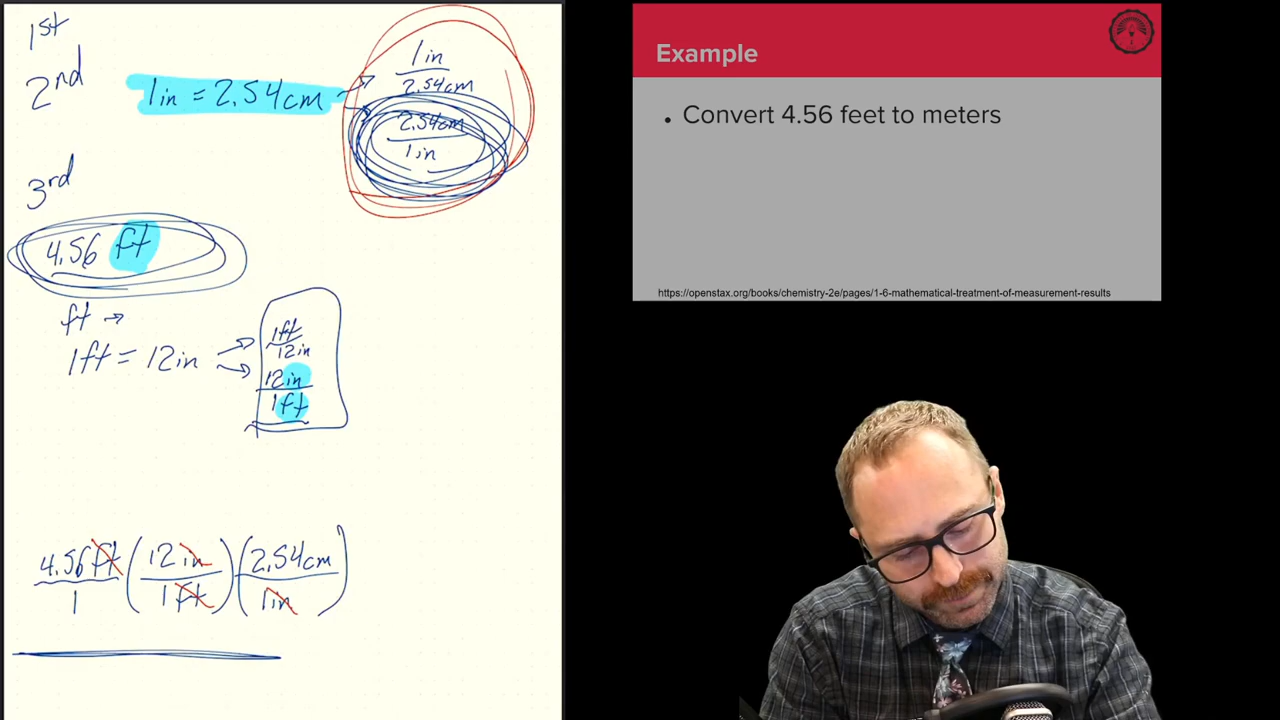 1st
2nd
1in = 2.54cm →
1in
2.54cm
2.54cm
1in
3rd
4.56 ft
ft →
1ft = 12in
1ft
12in
12in
1ft
4.56ft (12in) (2.54cm)
1 1ft 1in
Example
• Convert 4.56 feet to meters
https://openstax.org/books/chemistry-2e/pages/1-6-mathematical-treatment-of-measurement-results